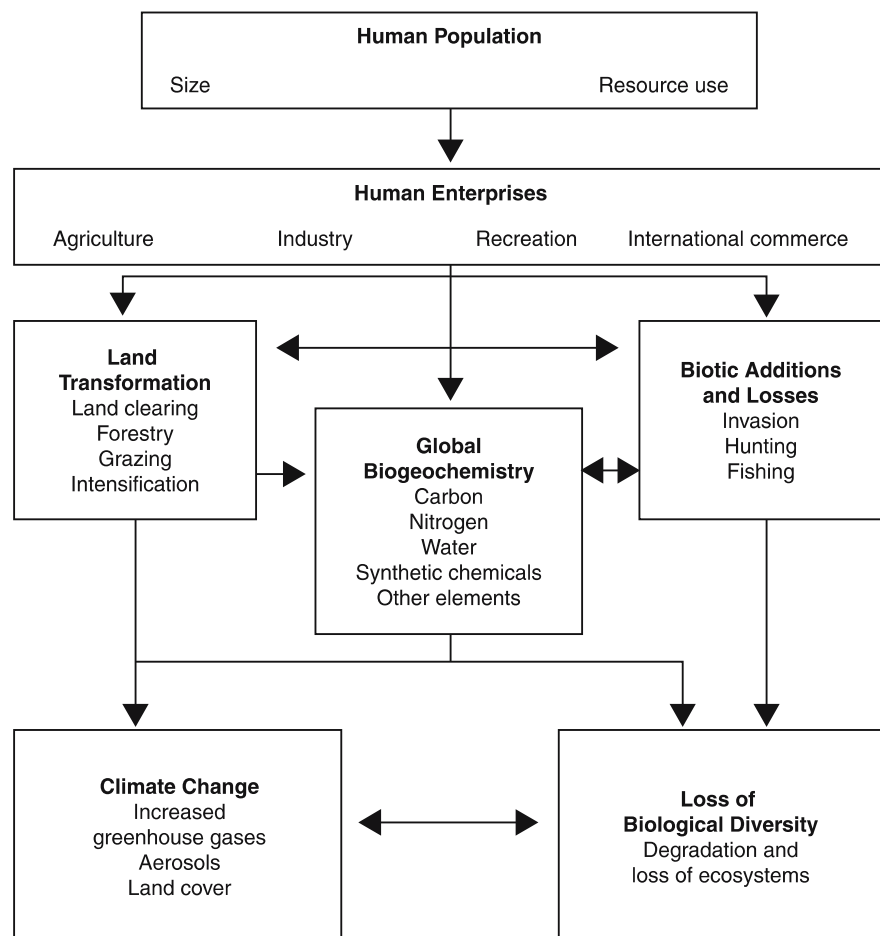 Human Population
Size Resource use
Human Enterprises
Agriculture Industry Recreation International commerce
Land
Transformation
Land clearing
Forestry
Grazing
Intensification
Global
Biogeochemistry
Carbon
Nitrogen
Water
Synthetic chemicals
Other elements
Biotic Additions
and Losses
Invasion
Hunting
Fishing
Climate Change
Increased
greenhouse gases
Aerosols
Land cover
Loss of
Biological Diversity
Degradation and
loss of ecosystems